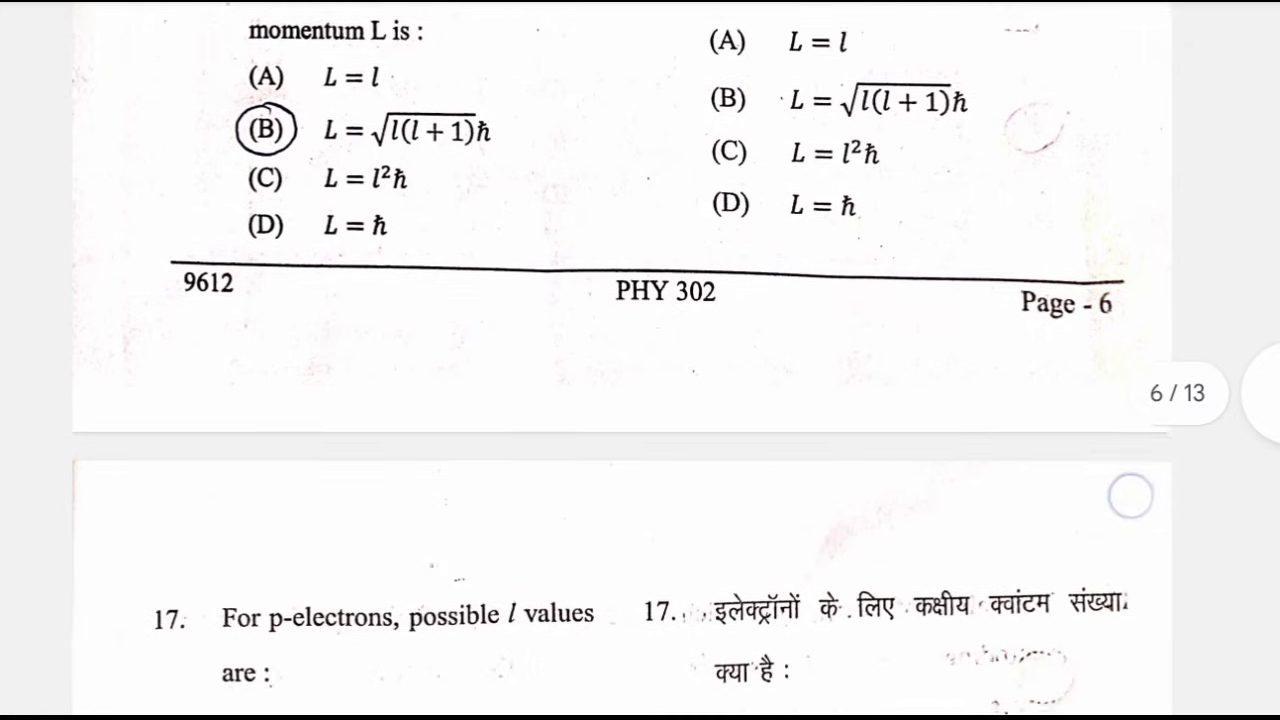 momentum L is :
(A) L = l
(B) L = √l(l + 1)ħ
(C) L = l²ħ
(D) L = ħ
(A) L = l
(B) L = √l(l + 1)ħ
(C) L = l²ħ
(D) L = ħ
9612 PHY 302 Page - 6
6 / 13
17. For p-electrons, possible l values
are :
17. इलेक्ट्रॉनों के लिए कक्षीय क्वांटम संख्या
क्या है :